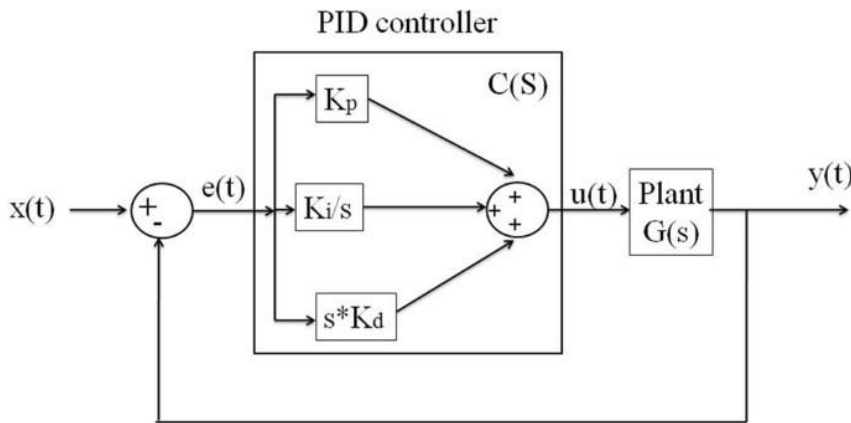 PID controller
C(S)
Kp
x(t)
+
-
e(t)
Ki/s
+
+
+
u(t)
Plant
G(s)
y(t)
s*Kd